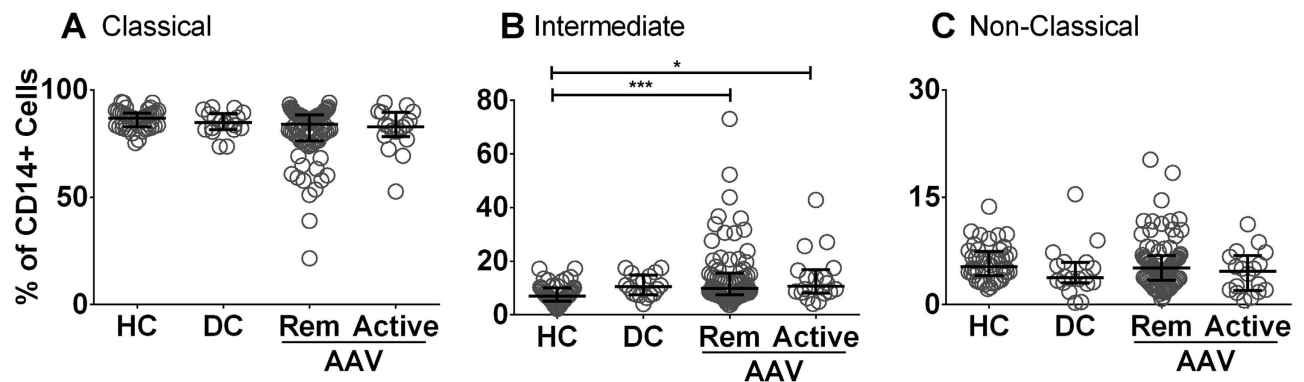 A Classical
B Intermediate
C Non-Classical
% of CD14+ Cells
100
50
0
HC DC Rem Active
AAV
*
***
80
60
40
20
0
HC DC Rem Active
AAV
30
15
0
HC DC Rem Active
AAV